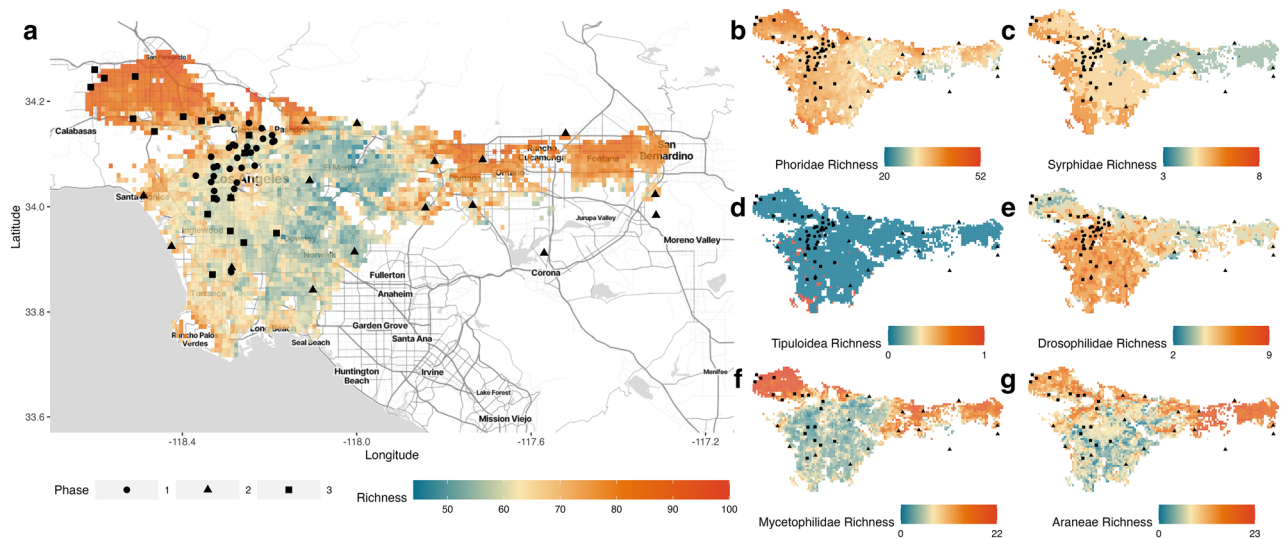 a
34.2
34.0
33.8
33.6
Latitude
-118.4
-118.0
-117.6
-117.2
Longitude
San Fernando
Calabasas
Pasadena
Los Angeles
El Monte
Santa Monica
Inglewood
Downey
Norwalk
Torrance
Long Beach
Rancho Palos
Verdes
Seal Beach
Pomona
Ontario
Rancho
Cucamonga
Fontana
San
Bernardino
Jurupa Valley
Moreno Valley
Corona
Fullerton
Anaheim
Garden Grove
Santa Ana
Huntington
Beach
Irvine
Lake Forest
Mission Viejo
Menifee
Phase
1
2
3
Richness
50
60
70
80
90
100
b
Phoridae Richness
20
52
c
Syrphidae Richness
3
8
d
Tipuloidea Richness
0
1
e
Drosophilidae Richness
2
9
f
Mycetophilidae Richness
0
22
g
Araneae Richness
0
23